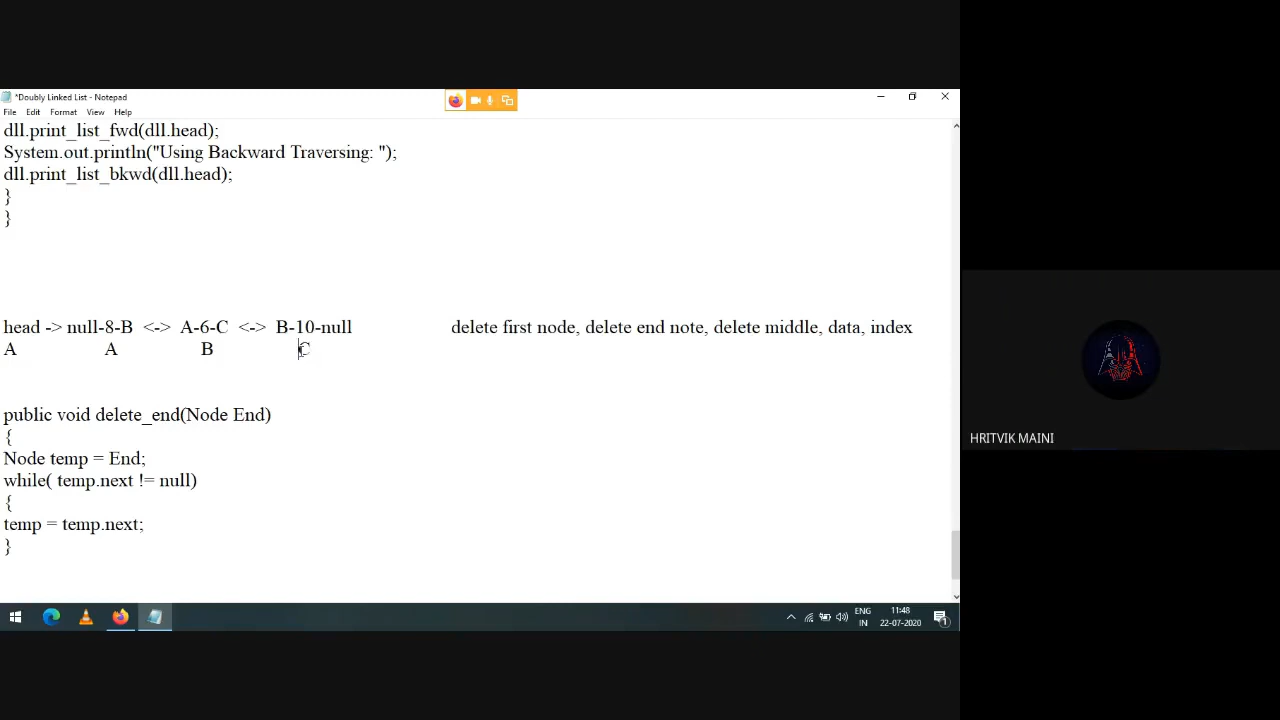 *Doubly Linked List - Notepad
File Edit Format View Help
dll.print_list_fwd(dll.head);
System.out.println("Using Backward Traversing: ");
dll.print_list_bkwd(dll.head);
}
}
head -> null-8-B <-> A-6-C <-> B-10-null delete first node, delete end note, delete middle, data, index
A A B C
public void delete_end(Node End)
{
Node temp = End;
while( temp.next != null)
{
temp = temp.next;
}
HRITVIK MAINI
ENG 11:48
IN 22-07-2020 1